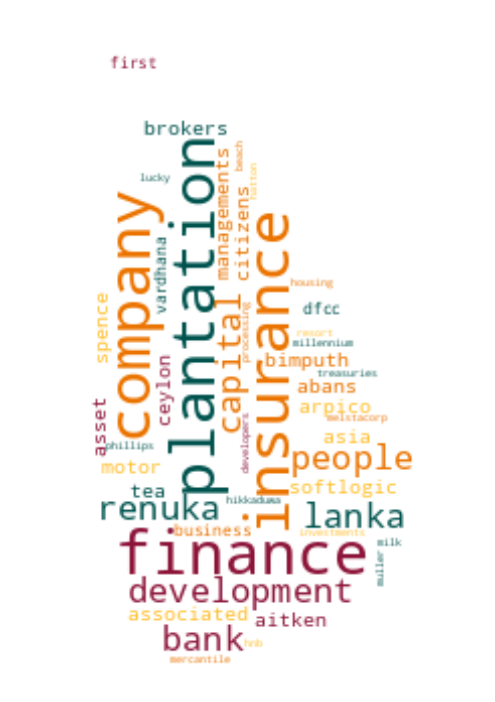 first
brokers
lucky
plantation
managements
beach
hatton
citizens
company
vardhana
insurance
housing
spence
capital
processing
dfcc
resort
millennium
ceylon
bimputh
treasuries
abans
asset
arpico
melstacorp
developers
phillips
asia
motor
people
tea
softlogic
hikkaduwa
renuka
lanka
business
investments
finance
milk
muller
development
associated
aitken
bank
hnb
mercantile